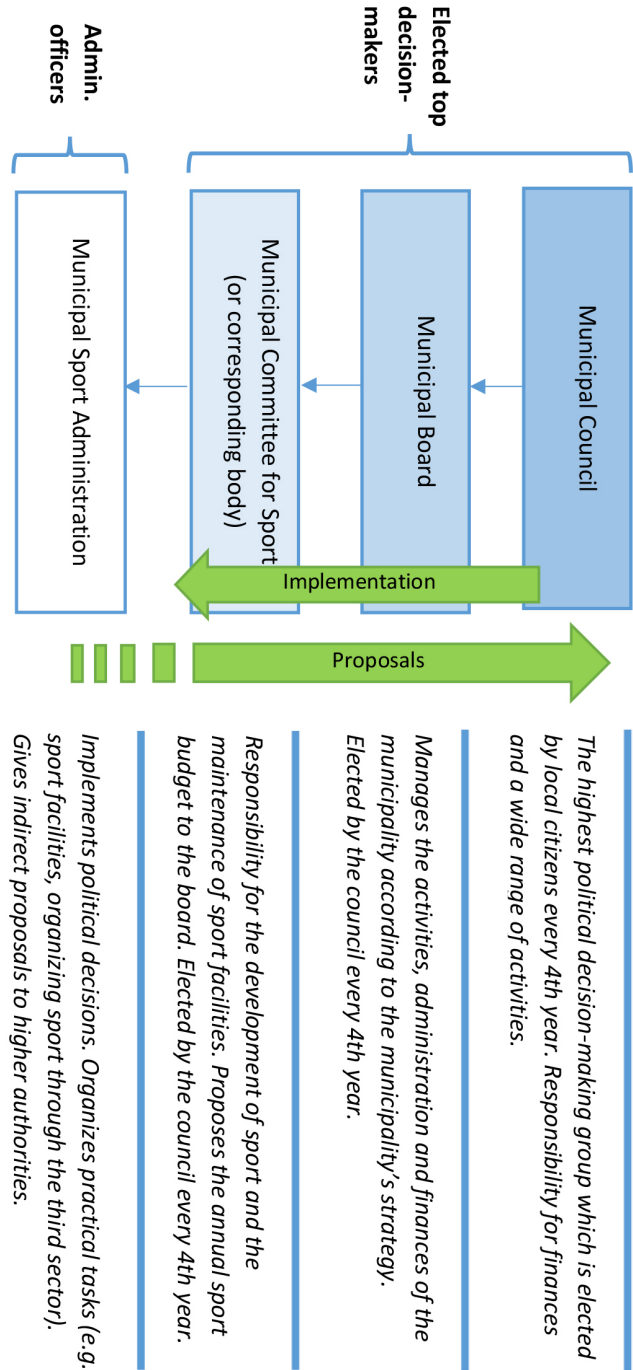 Elected top
decision-
makers
Admin.
officers
Municipal Council
Municipal Board
Municipal Committee for Sport
(or corresponding body)
Municipal Sport Administration
Implementation
Proposals
The highest political decision-making group which is elected
by local citizens every 4th year. Responsibility for finances
and a wide range of activities.
Manages the activities, administration and finances of the
municipality according to the municipality’s strategy.
Elected by the council every 4th year.
Responsibility for the development of sport and the
maintenance of sport facilities. Proposes the annual sport
budget to the board. Elected by the council every 4th year.
Implements political decisions. Organizes practical tasks (e.g.
sport facilities, organizing sport through the third sector).
Gives indirect proposals to higher authorities.